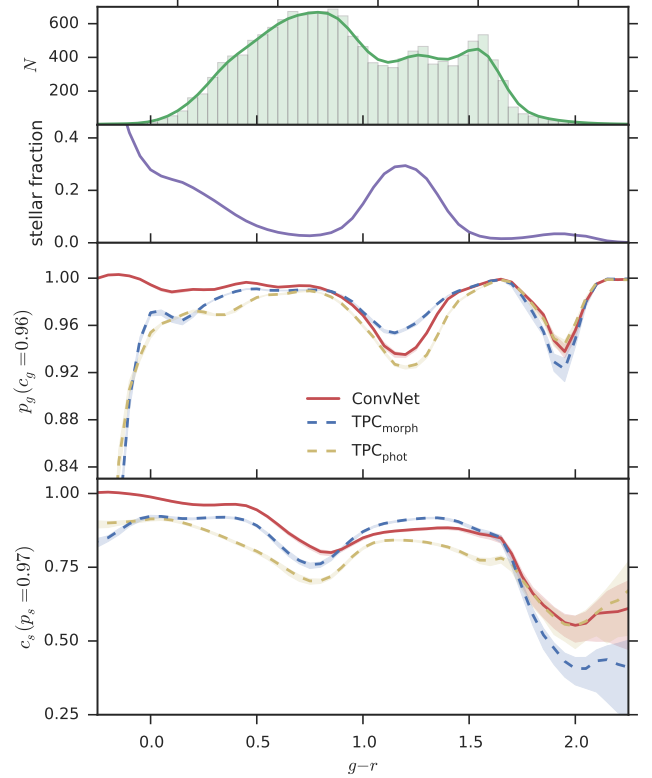 600
400
200
N
0.4
0.2
0.0
stellar fraction
1.00
0.96
0.92
0.88
0.84
p_g(c_g=0.96)
ConvNet
TPC_morph
TPC_phot
1.00
0.75
0.50
0.25
c_s(p_s=0.97)
0.0 0.5 1.0 1.5 2.0
g−r